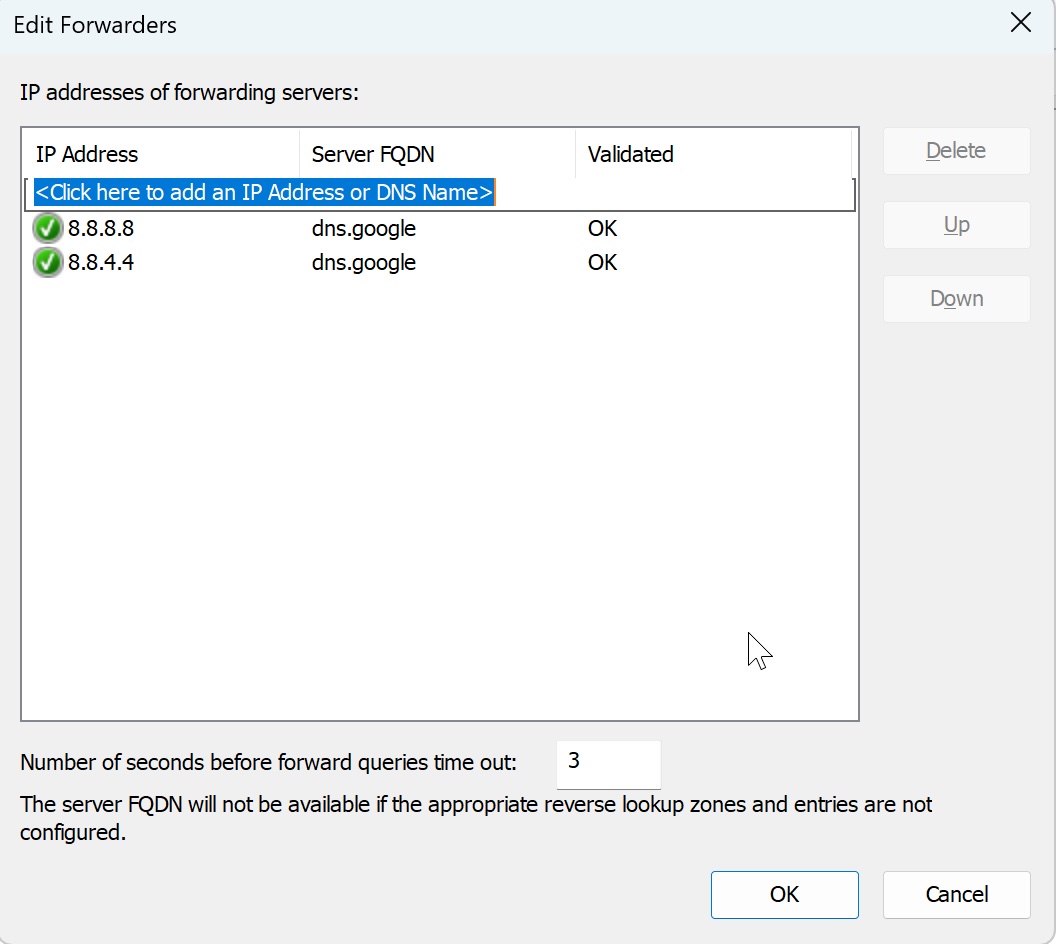 Edit Forwarders
IP addresses of forwarding servers:
IP Address Server FQDN Validated
<Click here to add an IP Address or DNS Name>
8.8.8.8 dns.google OK
8.8.4.4 dns.google OK
Delete
Up
Down
Number of seconds before forward queries time out: 3
The server FQDN will not be available if the appropriate reverse lookup zones and entries are not
configured.
OK Cancel